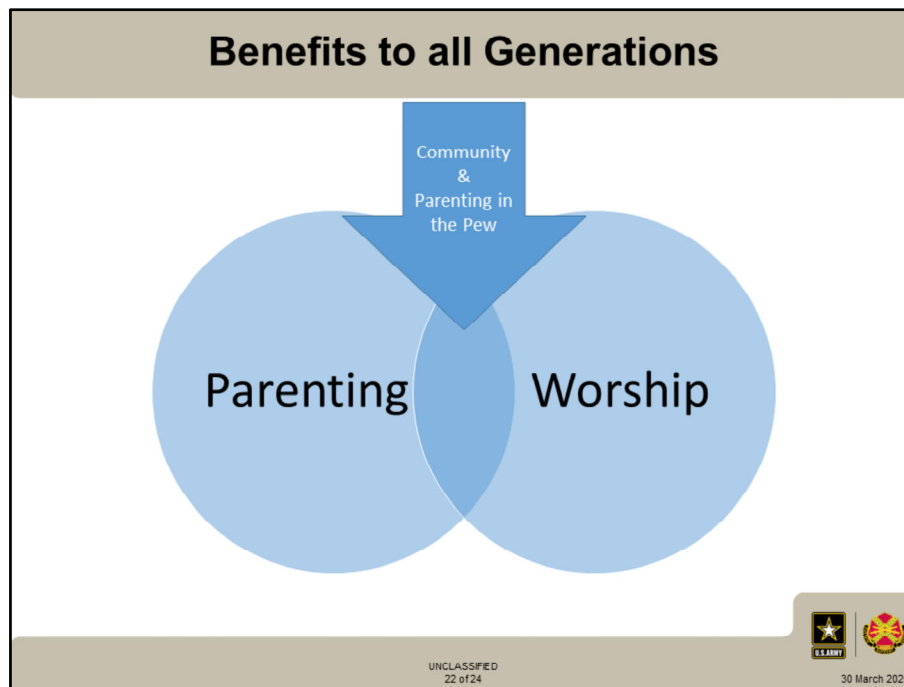 Benefits to all Generations
Community
&
Parenting in
the Pew
Parenting
Worship
U.S.ARMY
UNCLASSIFIED
22 of 24
30 March 202